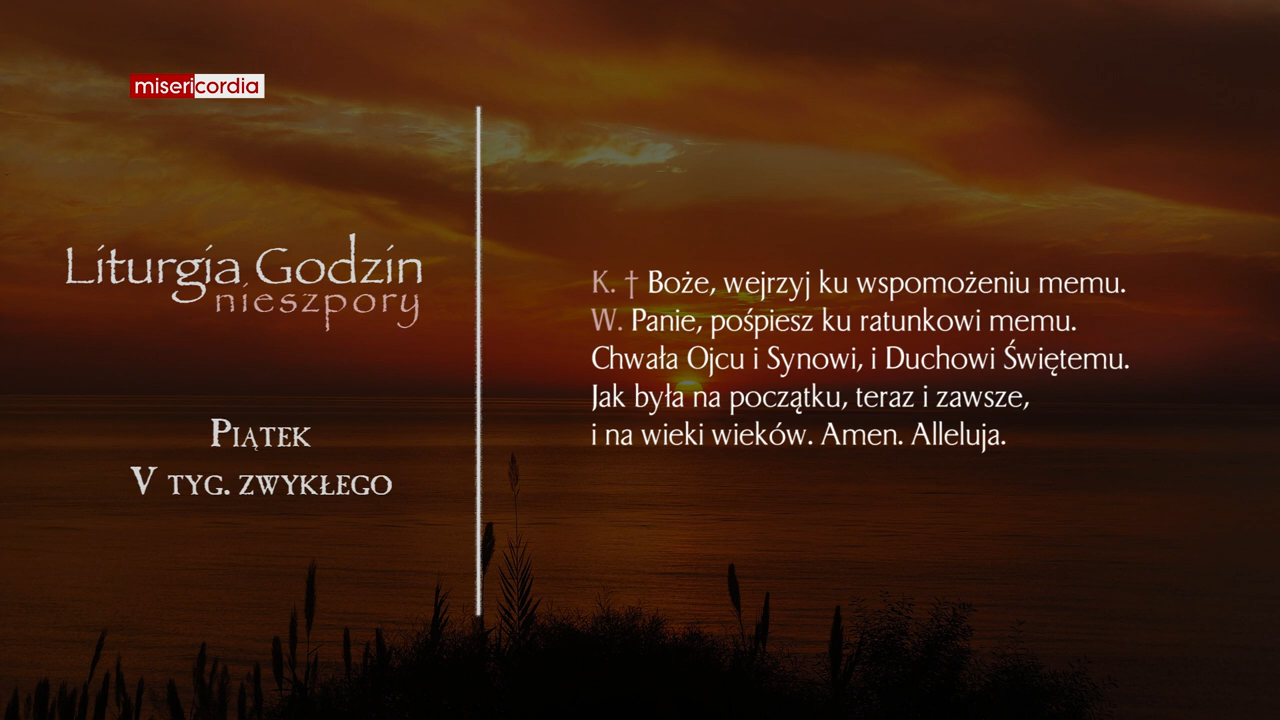 misericordia
Liturgia Godzin
nieszpory
Piątek
V tyg. zwykłego
K. † Boże, wejrzyj ku wspomożeniu memu.
W. Panie, pośpiesz ku ratunkowi memu.
Chwała Ojcu i Synowi, i Duchowi Świętemu.
Jak była na początku, teraz i zawsze,
i na wieki wieków. Amen. Alleluja.